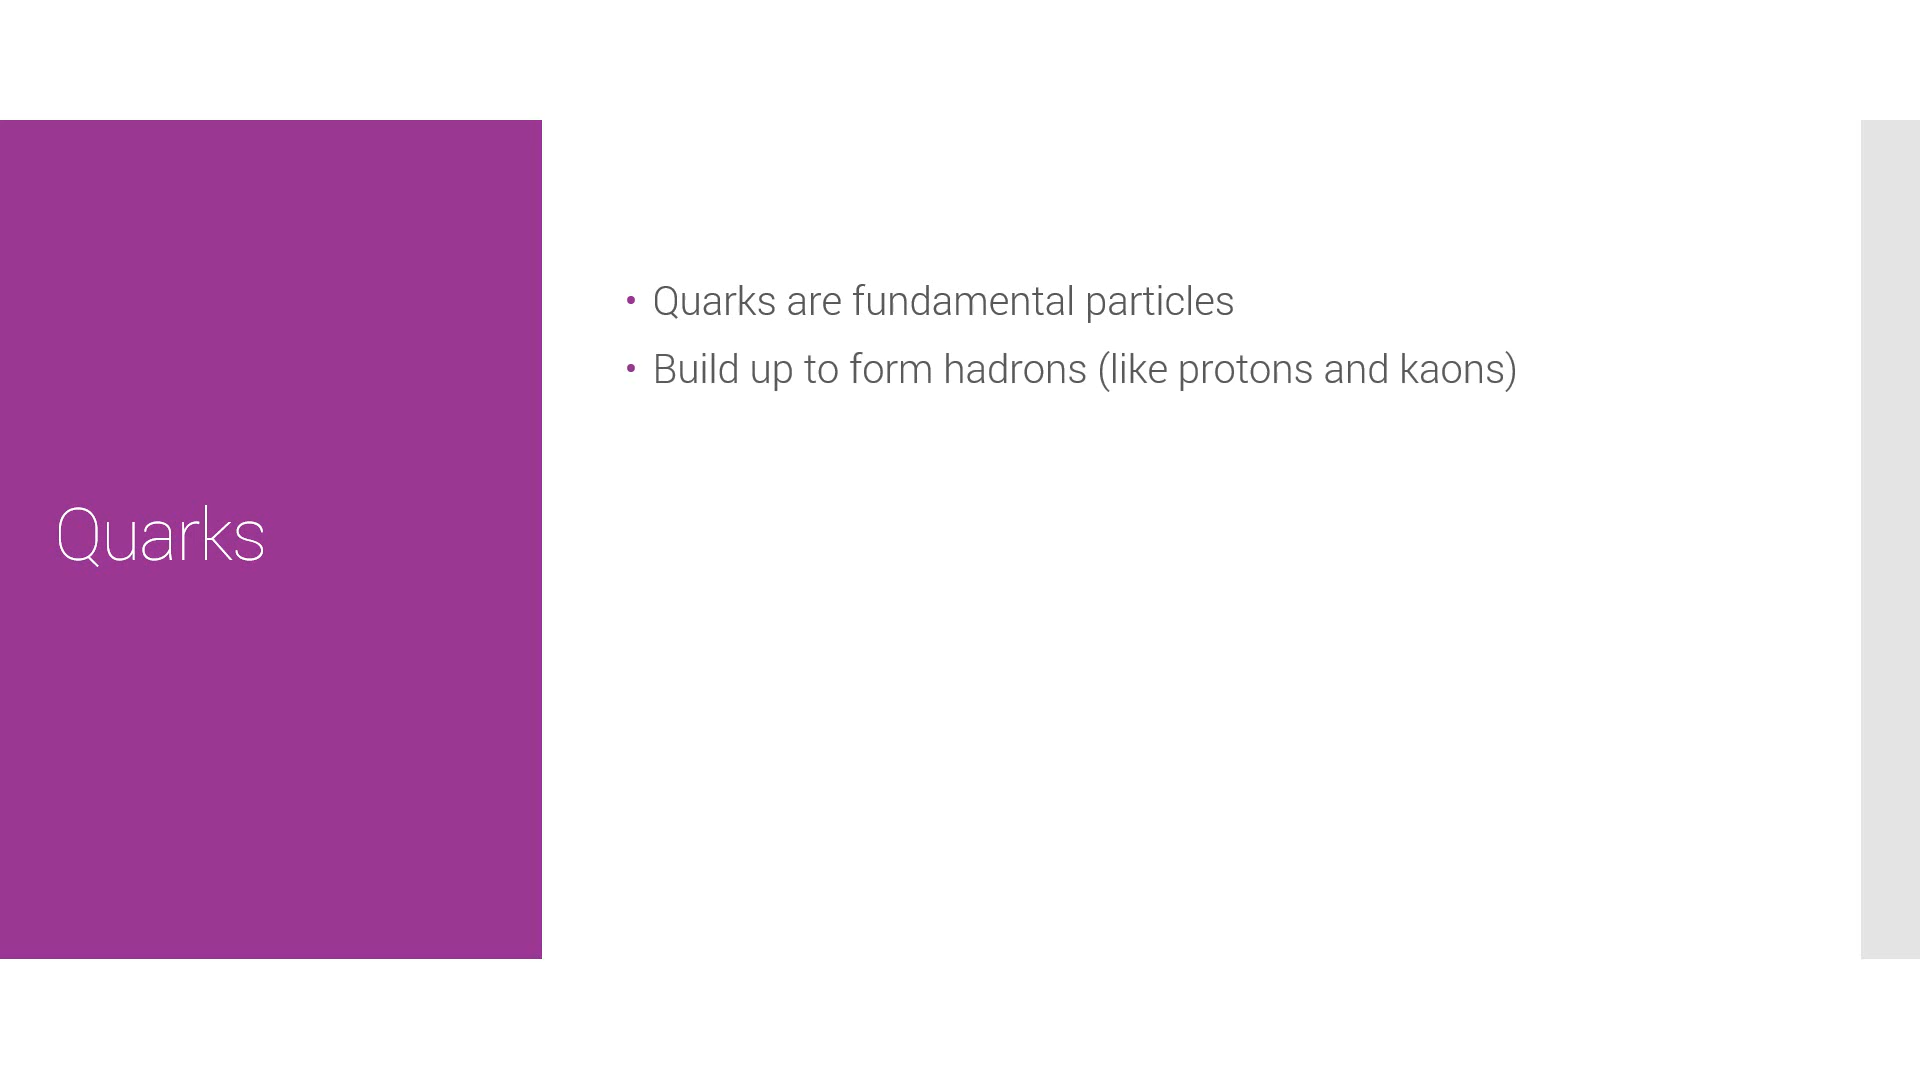 Quarks
• Quarks are fundamental particles
• Build up to form hadrons (like protons and kaons)